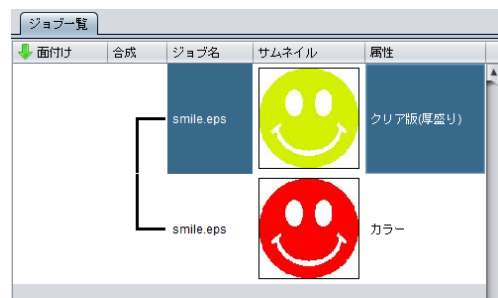 ジョブ一覧
面付け 合成 ジョブ名 サムネイル 属性
smile.eps クリア版(厚盛り)
smile.eps カラー